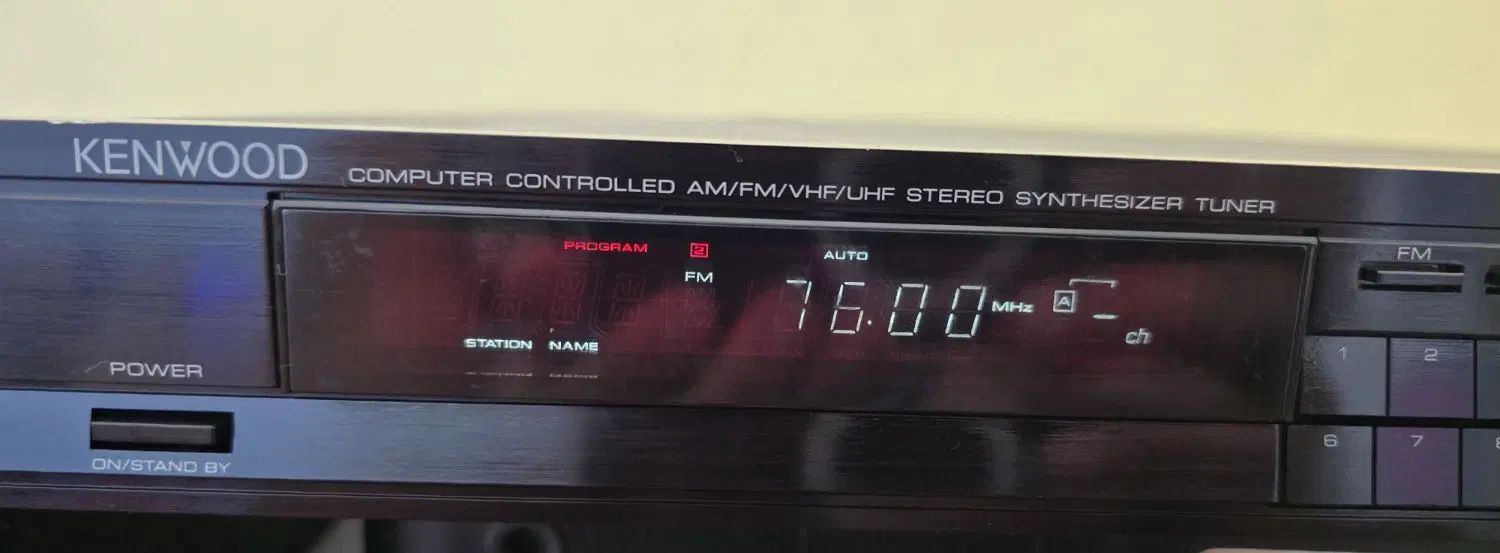 KENWOOD
COMPUTER CONTROLLED AM/FM/VHF/UHF STEREO SYNTHESIZER TUNER
PROGRAM 2 AUTO
FM 76.00 MHz A - ch
STATION NAME
FM
POWER
ON/STAND BY
1 2
6 7